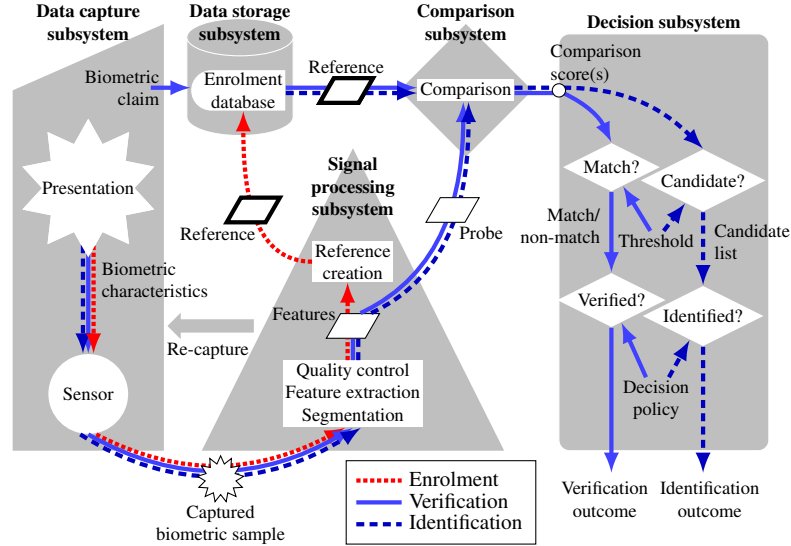 Data capture
subsystem
Data storage
subsystem
Comparison
subsystem
Decision subsystem
Biometric
claim
Enrolment
database
Reference
Comparison
Comparison
score(s)
Presentation
Signal
processing
subsystem
Match?
Candidate?
Reference
Probe
Match/
non-match
Threshold
Candidate
list
Biometric
characteristics
Reference
creation
Features
Verified?
Identified?
Re-capture
Sensor
Quality control
Feature extraction
Segmentation
Decision
policy
Captured
biometric sample
Enrolment
Verification
Identification
Verification
outcome
Identification
outcome